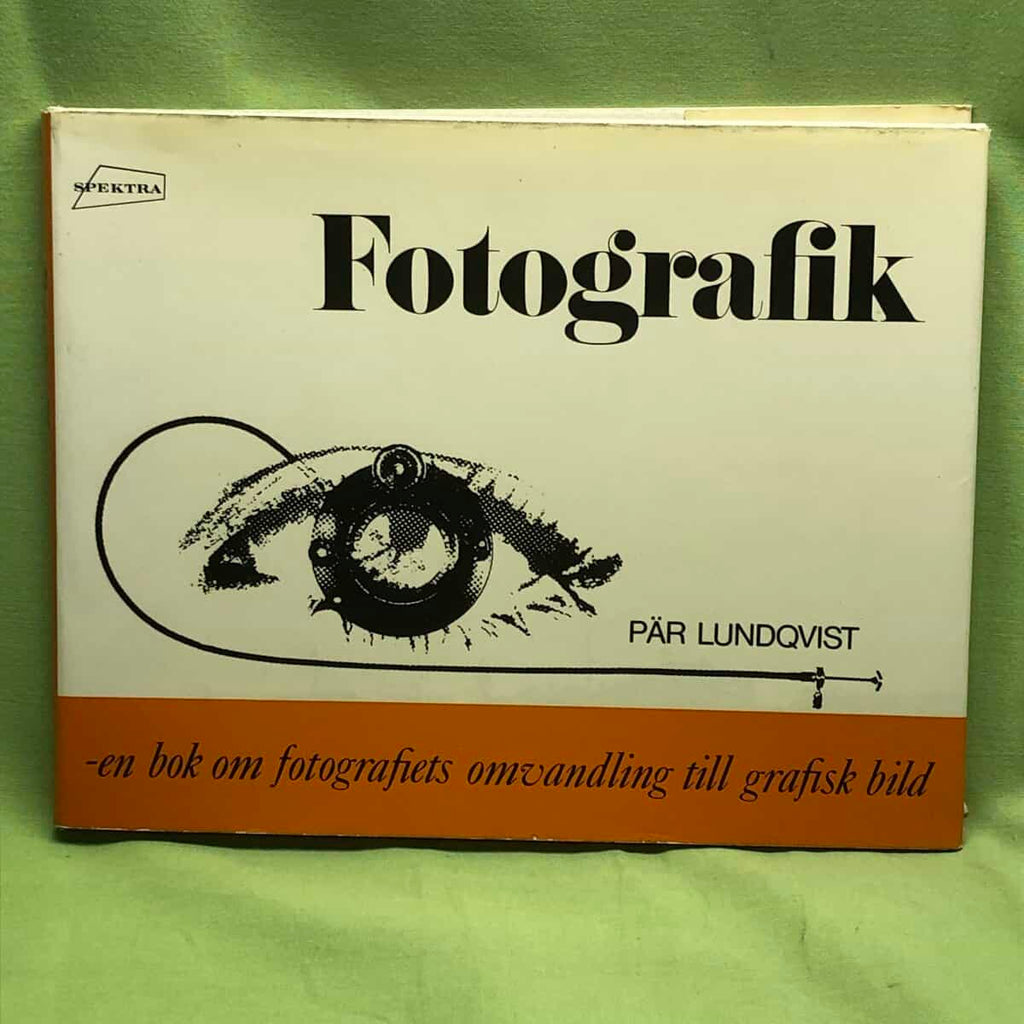 SPEKTRA
Fotografik
PÄR LUNDQVIST
-en bok om fotografiets omvandling till grafisk bild